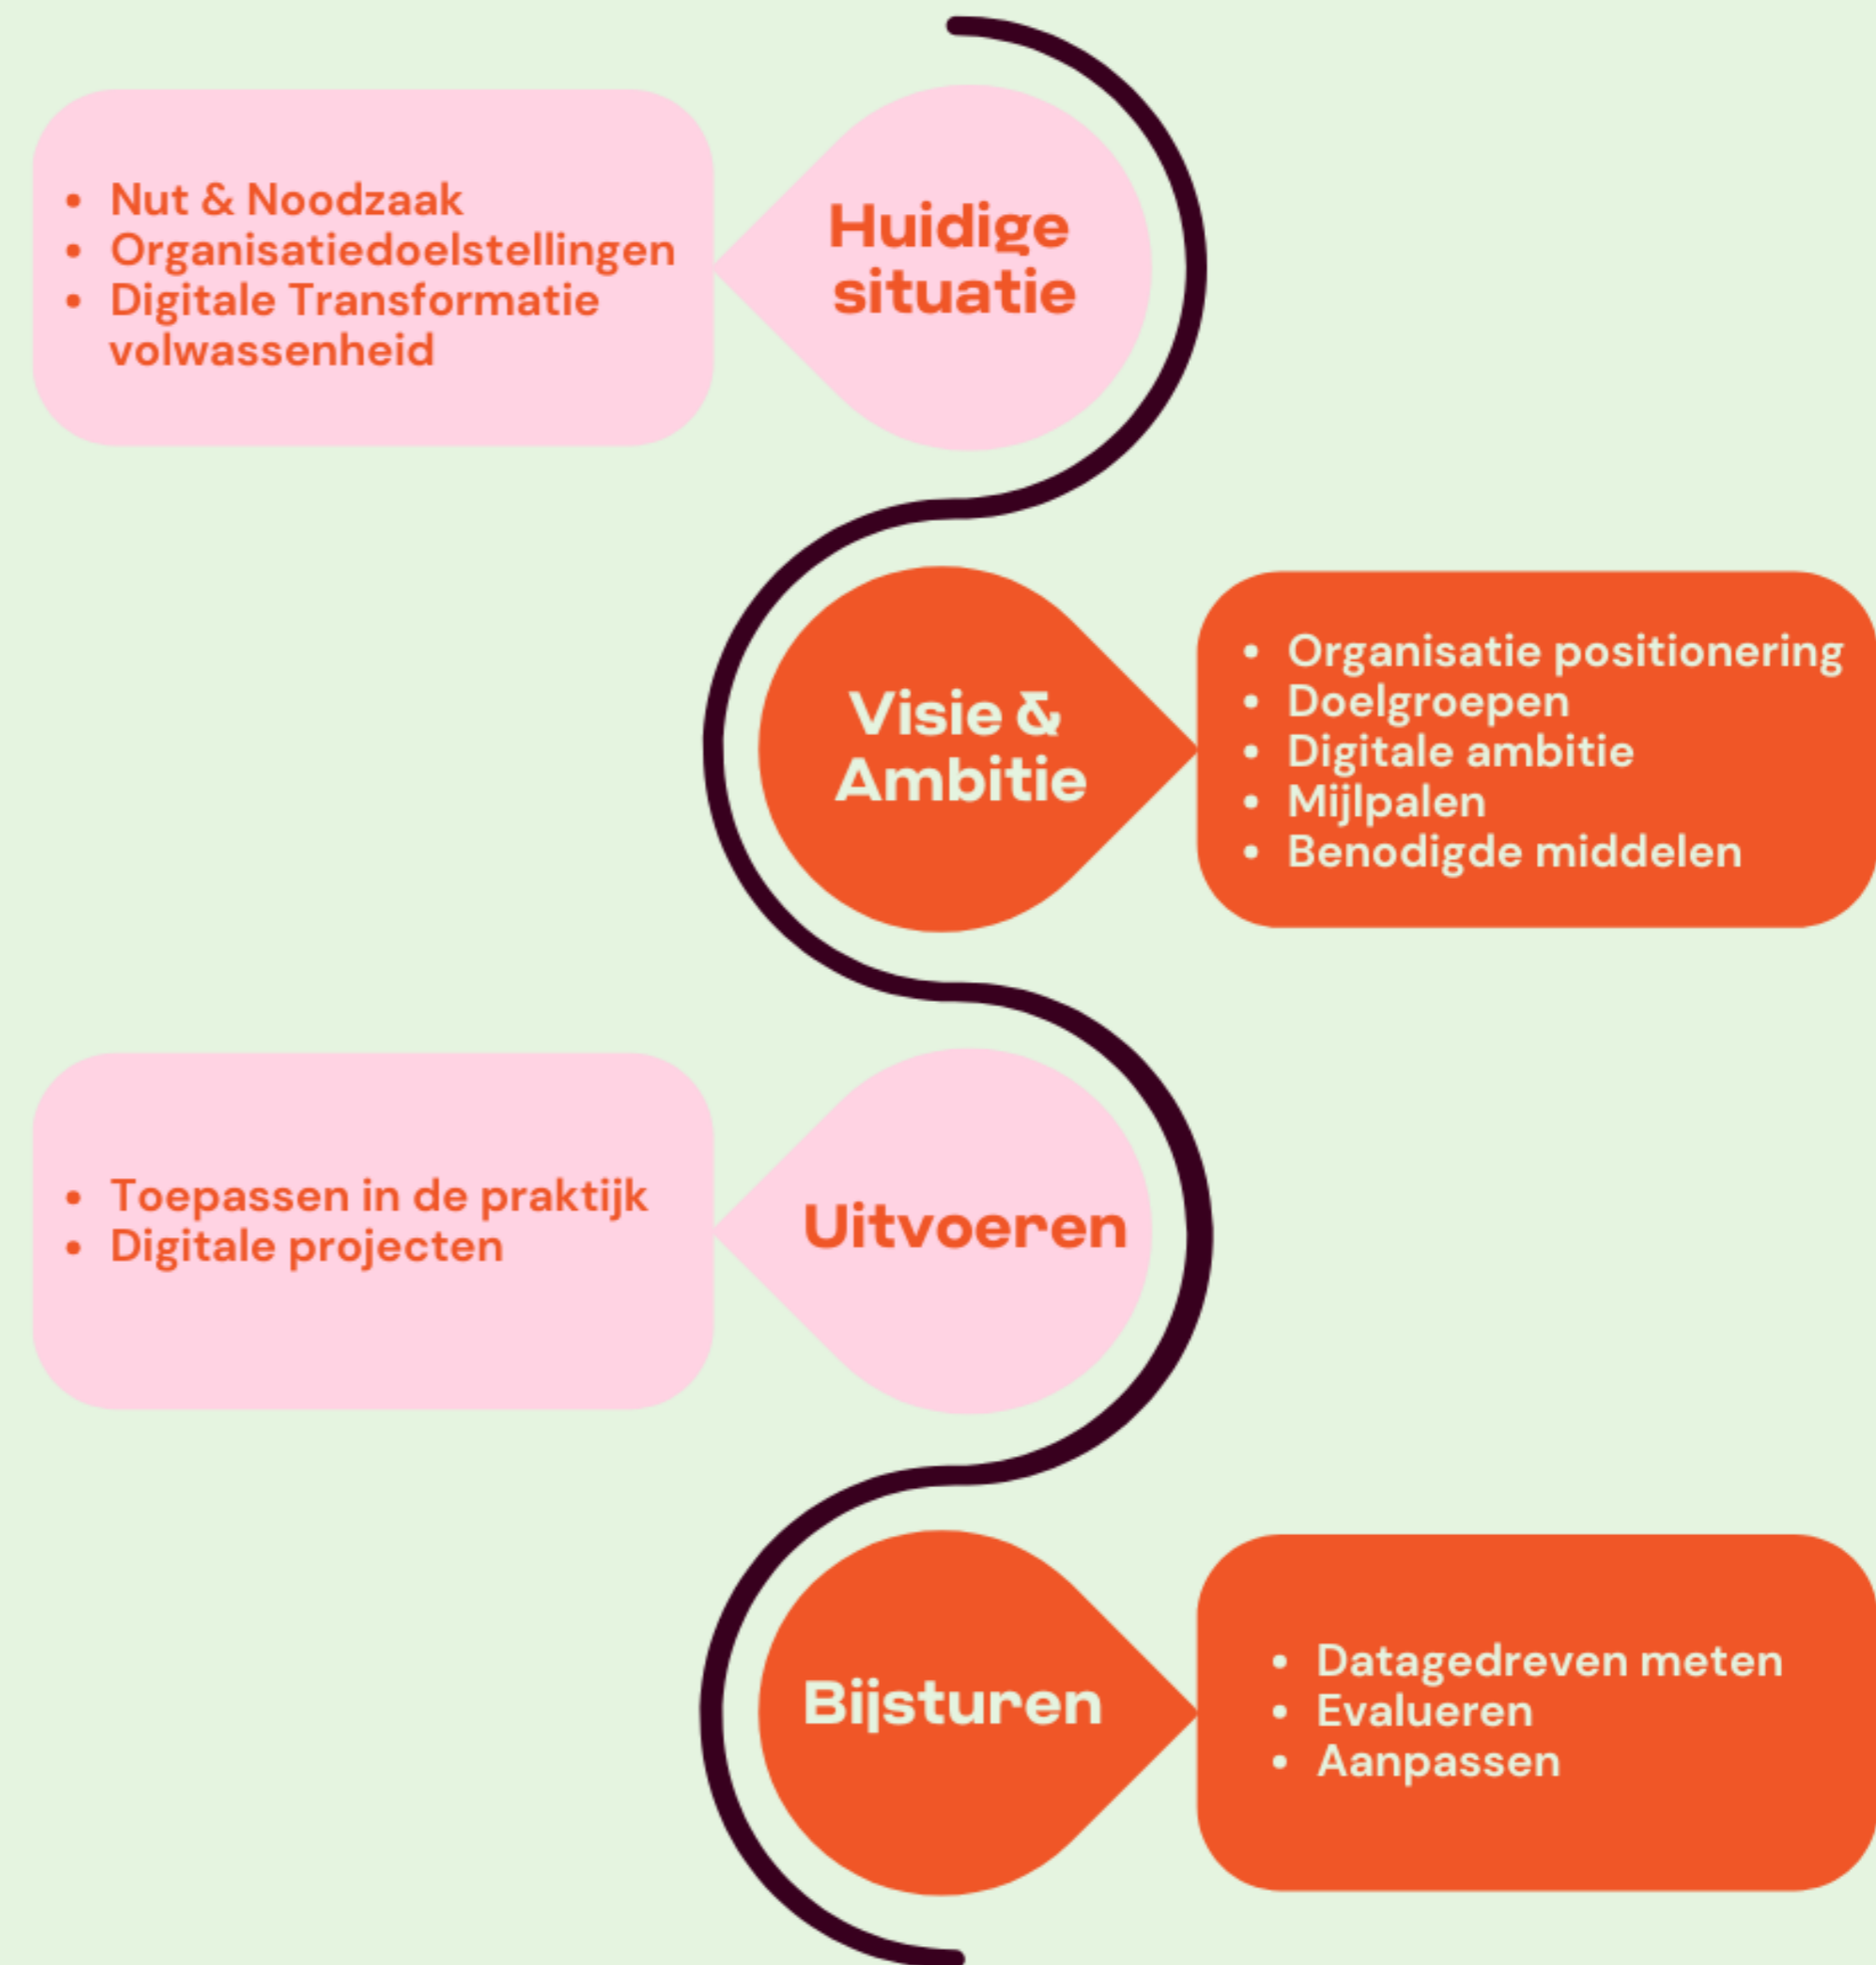 Huidige
situatie
• Nut & Noodzaak
• Organisatiedoelstellingen
• Digitale Transformatie
volwassenheid
Visie &
Ambitie
• Organisatie positionering
• Doelgroepen
• Digitale ambitie
• Mijlpalen
• Benodigde middelen
Uitvoeren
• Toepassen in de praktijk
• Digitale projecten
Bijsturen
• Datagedreven meten
• Evalueren
• Aanpassen